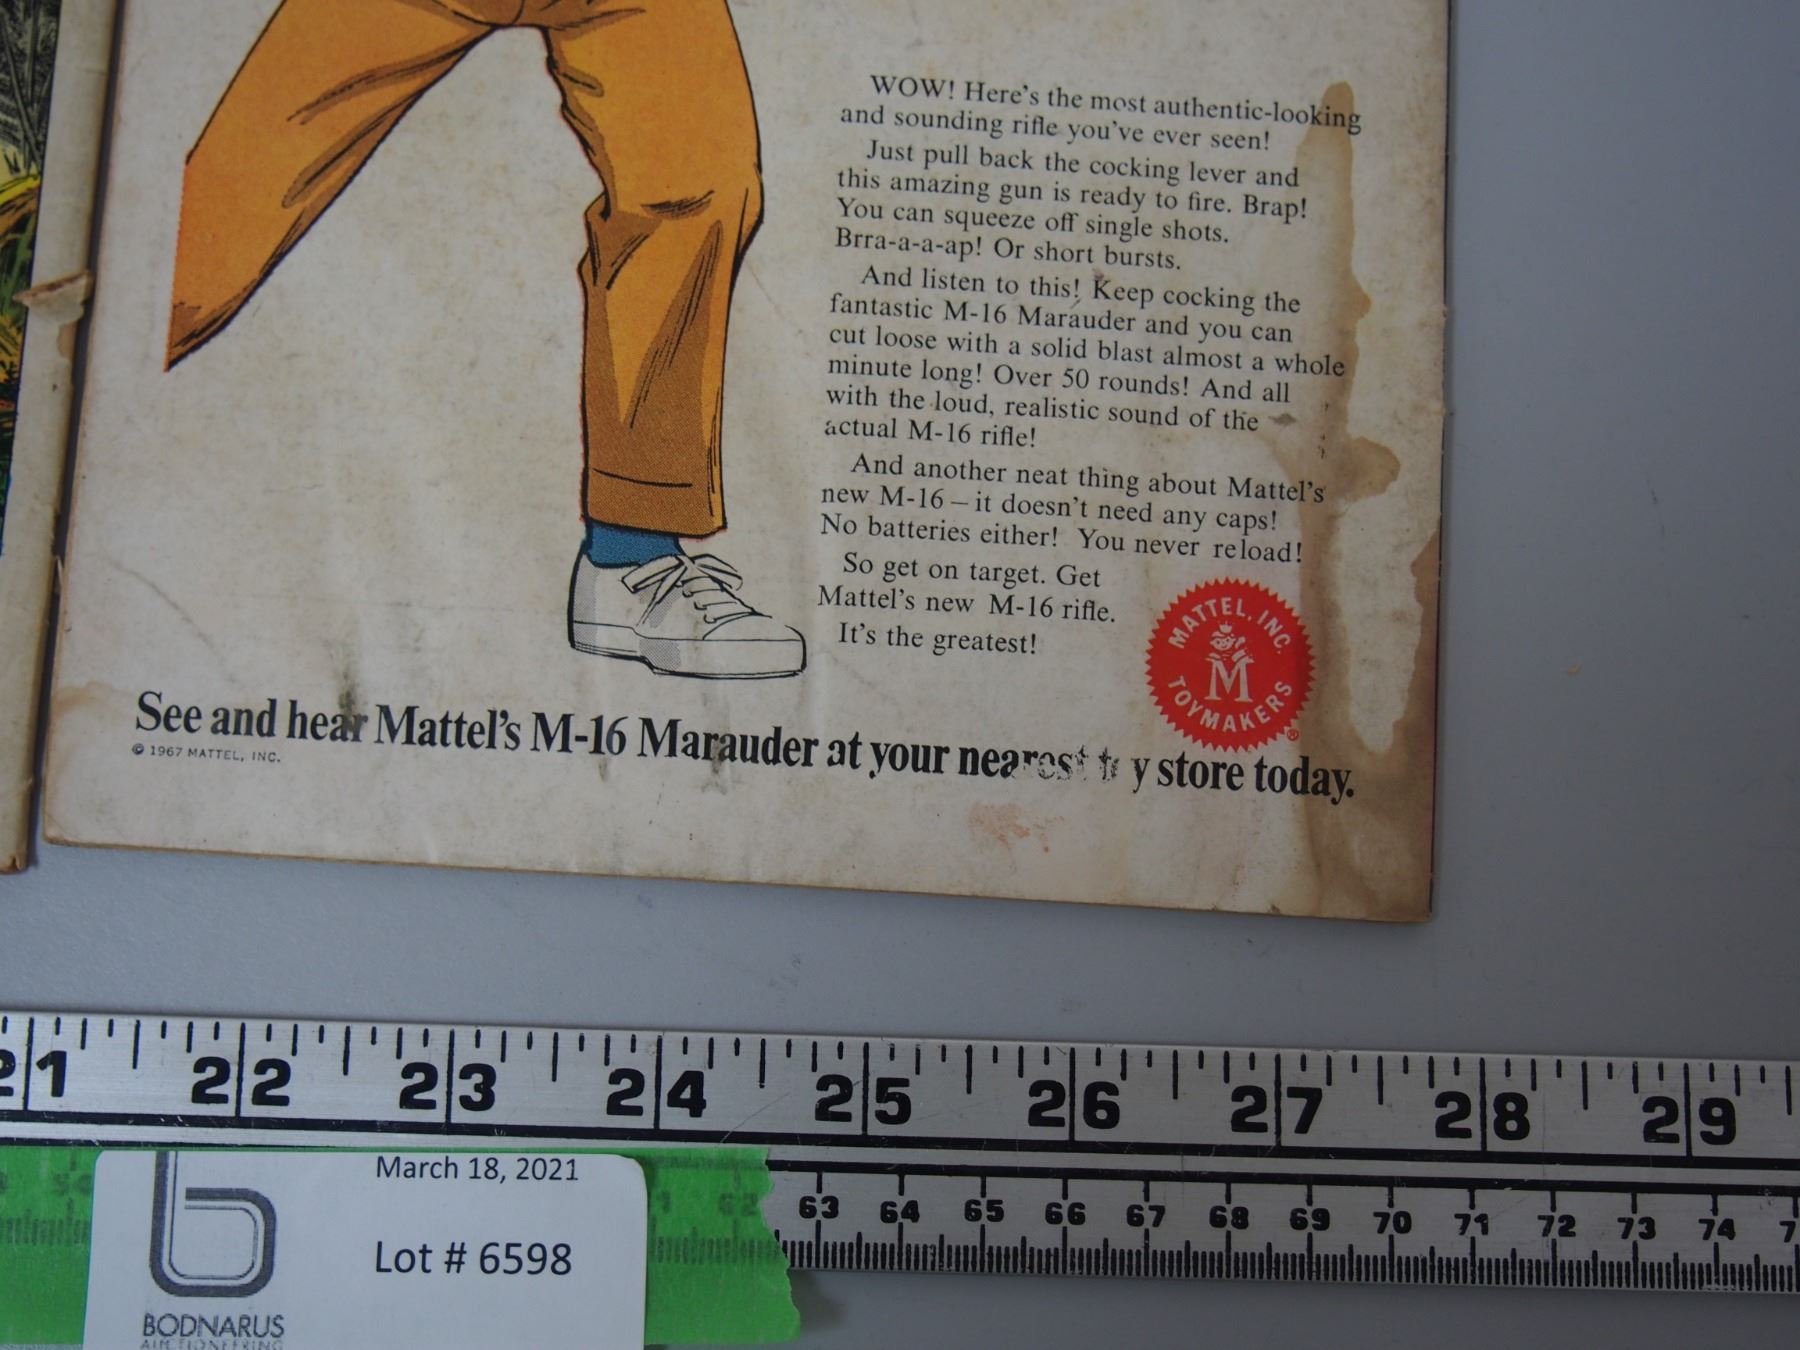 WOW! Here's the most authentic-looking
and sounding rifle you've ever seen!
Just pull back the cocking lever and
this amazing gun is ready to fire. Brap!
You can squeeze off single shots.
Brra-a-a-ap! Or short bursts.
And listen to this! Keep cocking the
fantastic M-16 Marauder and you can
cut loose with a solid blast almost a whole
minute long! Over 50 rounds! And all
with the loud, realistic sound of the
actual M-16 rifle!
And another neat thing about Mattel's
new M-16 – it doesn't need any caps!
No batteries either! You never reload!
So get on target. Get
Mattel's new M-16 rifle.
It's the greatest!
MATTEL, INC.
M
TOYMAKERS
®
See and hear Mattel's M-16 Marauder at your nearest t y store today.
© 1967 MATTEL, INC.
21 22 23 24 25 26 27 28 29
62 63 64 65 66 67 68 69 70 71 72 73 74
March 18, 2021
Lot # 6598
BODNARUS
AUCTIONEERING